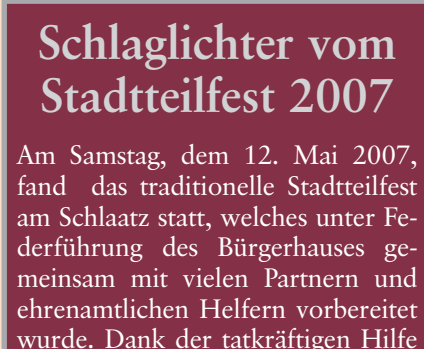 Schlaglichter vom
Stadtteilfest 2007
Am Samstag, dem 12. Mai 2007,
fand das traditionelle Stadtteilfest
am Schlaatz statt, welches unter Fe-
derführung des Bürgerhauses ge-
meinsam mit vielen Partnern und
ehrenamtlichen Helfern vorbereitet
wurde. Dank der tatkräftigen Hilfe